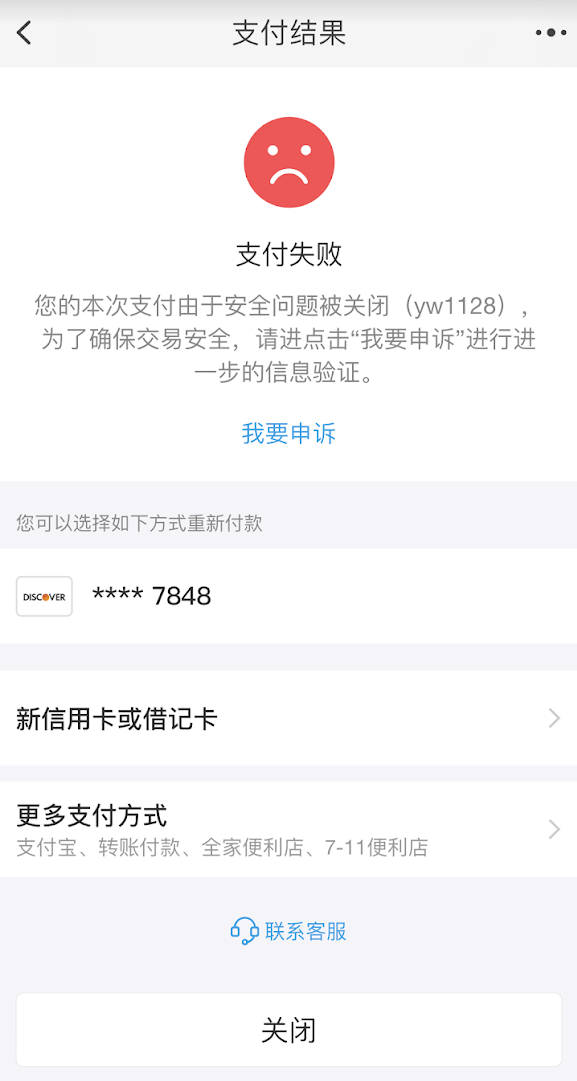 支付结果
支付失败
您的本次支付由于安全问题被关闭（yw1128），
为了确保交易安全，请进点击“我要申诉”进行进
一步的信息验证。
我要申诉
您可以选择如下方式重新付款
DISCOVER **** 7848
新信用卡或借记卡
更多支付方式
支付宝、转账付款、全家便利店、7-11便利店
联系客服
关闭